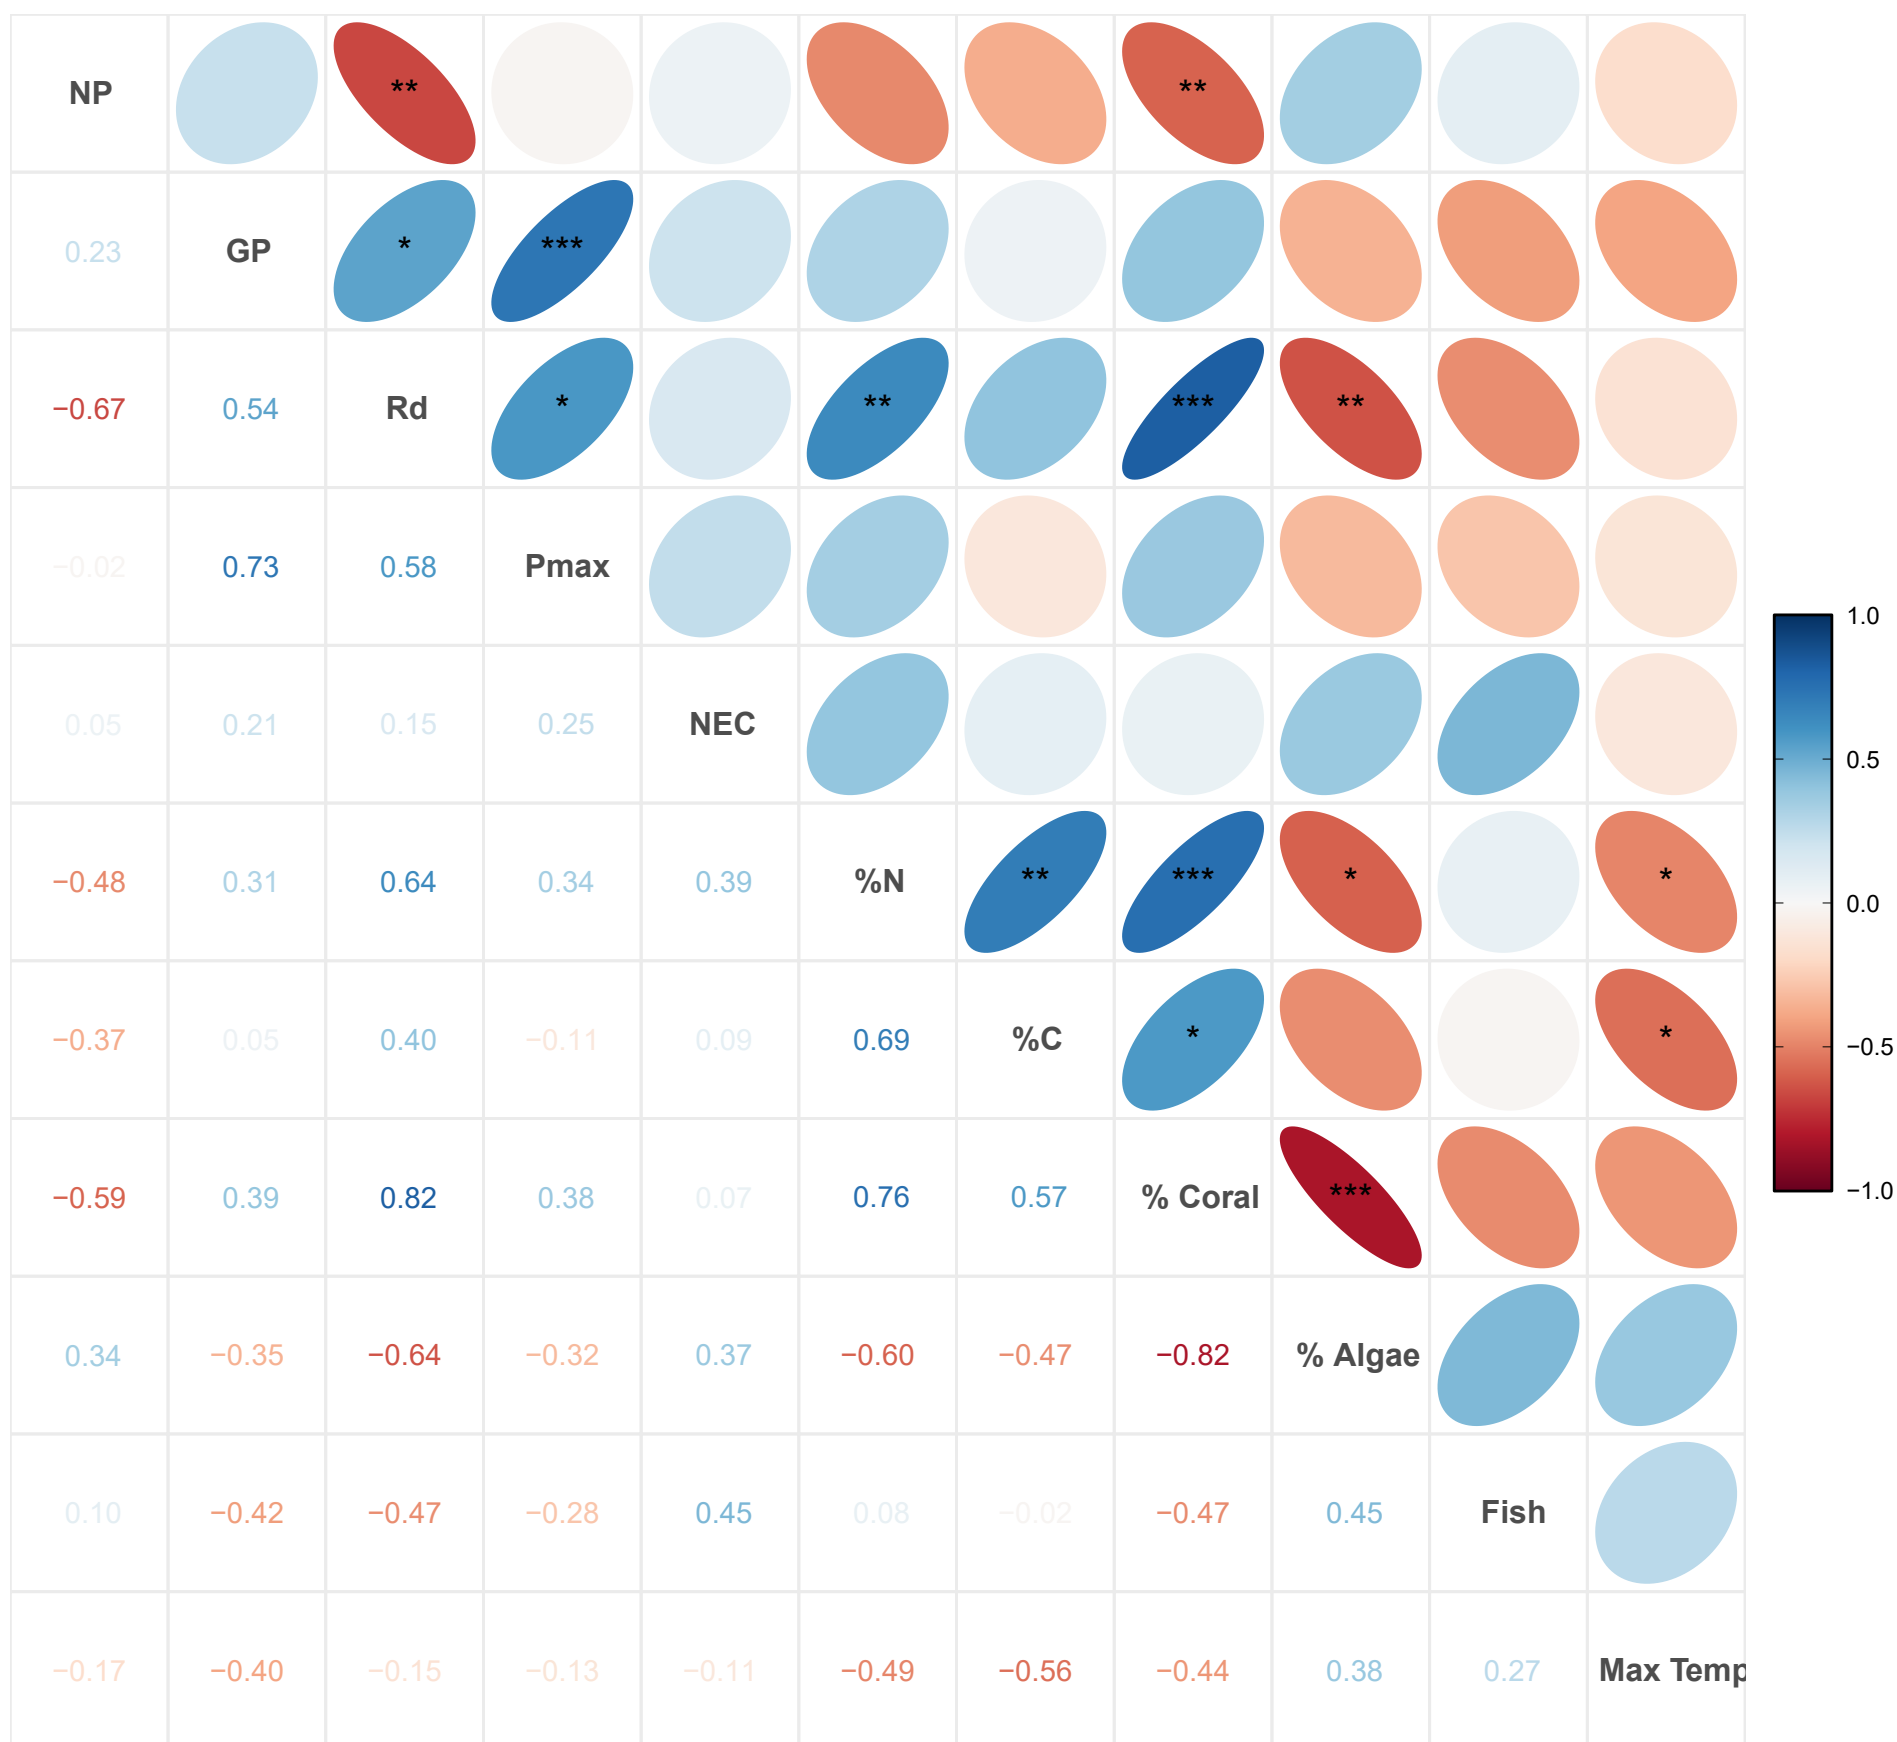 NP ** **
0.23 GP * ***
−0.67 0.54 Rd * ** *** **
−0.02 0.73 0.58 Pmax
0.05 0.21 0.15 0.25 NEC
−0.48 0.31 0.64 0.34 0.39 %N ** *** * *
−0.37 0.05 0.40 −0.11 0.09 0.69 %C * *
−0.59 0.39 0.82 0.38 0.07 0.76 0.57 % Coral ***
0.34 −0.35 −0.64 −0.32 0.37 −0.60 −0.47 −0.82 % Algae
0.10 −0.42 −0.47 −0.28 0.45 0.08 −0.02 −0.47 0.45 Fish
−0.17 −0.40 −0.15 −0.13 −0.11 −0.49 −0.56 −0.44 0.38 0.27 Max Temp
1.0
0.5
0.0
−0.5
−1.0